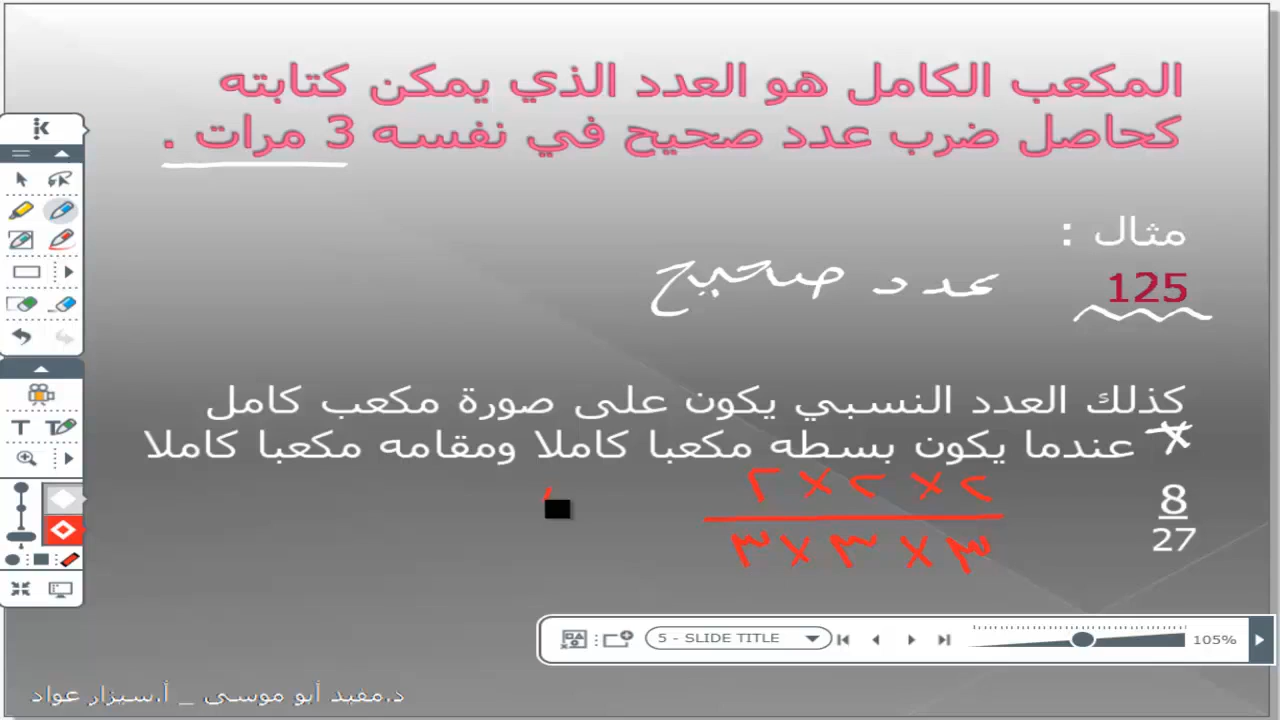 المكعب الكامل هو العدد الذي يمكن كتابته
كحاصل ضرب عدد صحيح في نفسه 3 مرات .
مثال :
125
عدد صحيح
كذلك العدد النسبي يكون على صورة مكعب كامل
عندما يكون بسطه مكعبا كاملا ومقامه مكعبا كاملا
8
27
٢ × ٢ × ٢
٣ × ٣ × ٣
5 - SLIDE TITLE
105%
د.مفيد أبو موسى _ أ.سيزار عواد